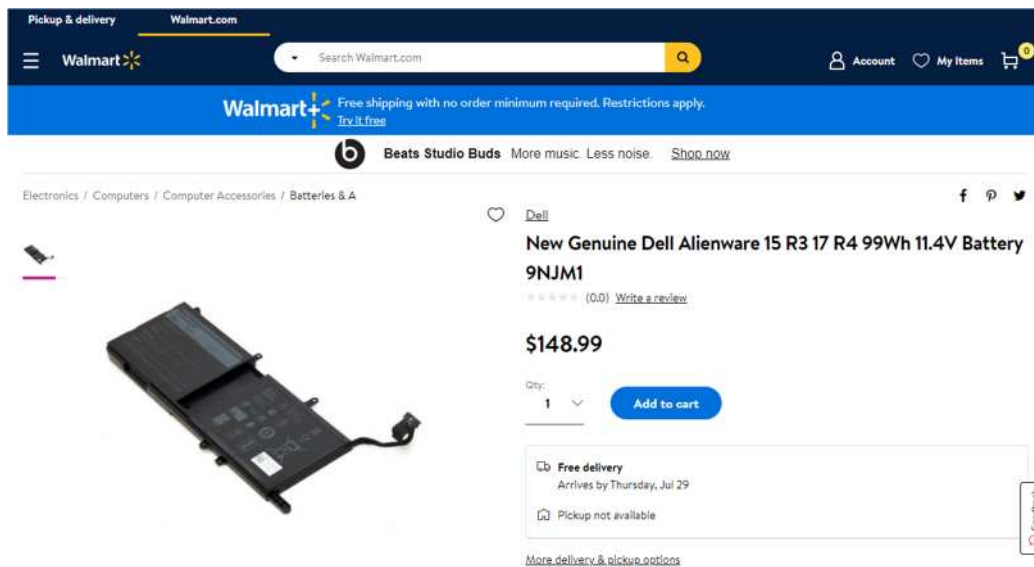 Pickup & delivery
Walmart.com
Walmart
Search Walmart.com
Account
My Items
0
Walmart+
Free shipping with no order minimum required. Restrictions apply.
Try it free
b
Beats Studio Buds More music. Less noise. Shop now
Electronics / Computers / Computer Accessories / Batteries & A
Dell
New Genuine Dell Alienware 15 R3 17 R4 99Wh 11.4V Battery
9NJM1
(0.0) Write a review
$148.99
Qty:
1
Add to cart
Free delivery
Arrives by Thursday, Jul 29
Pickup not available
More delivery & pickup options